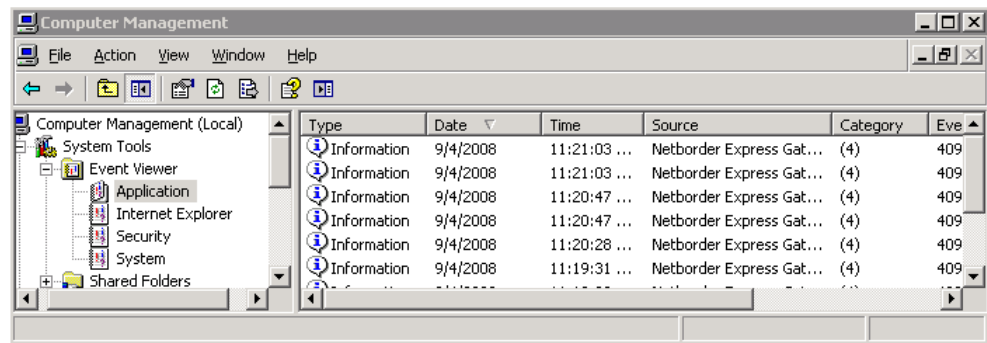 Computer Management
File Action View Window Help
Computer Management (Local)
System Tools
Event Viewer
Application
Internet Explorer
Security
System
Shared Folders
Type Date Time Source Category Eve
Information 9/4/2008 11:21:03 ... Netborder Express Gat... (4) 409
Information 9/4/2008 11:21:03 ... Netborder Express Gat... (4) 409
Information 9/4/2008 11:20:47 ... Netborder Express Gat... (4) 409
Information 9/4/2008 11:20:47 ... Netborder Express Gat... (4) 409
Information 9/4/2008 11:20:28 ... Netborder Express Gat... (4) 409
Information 9/4/2008 11:19:31 ... Netborder Express Gat... (4) 409